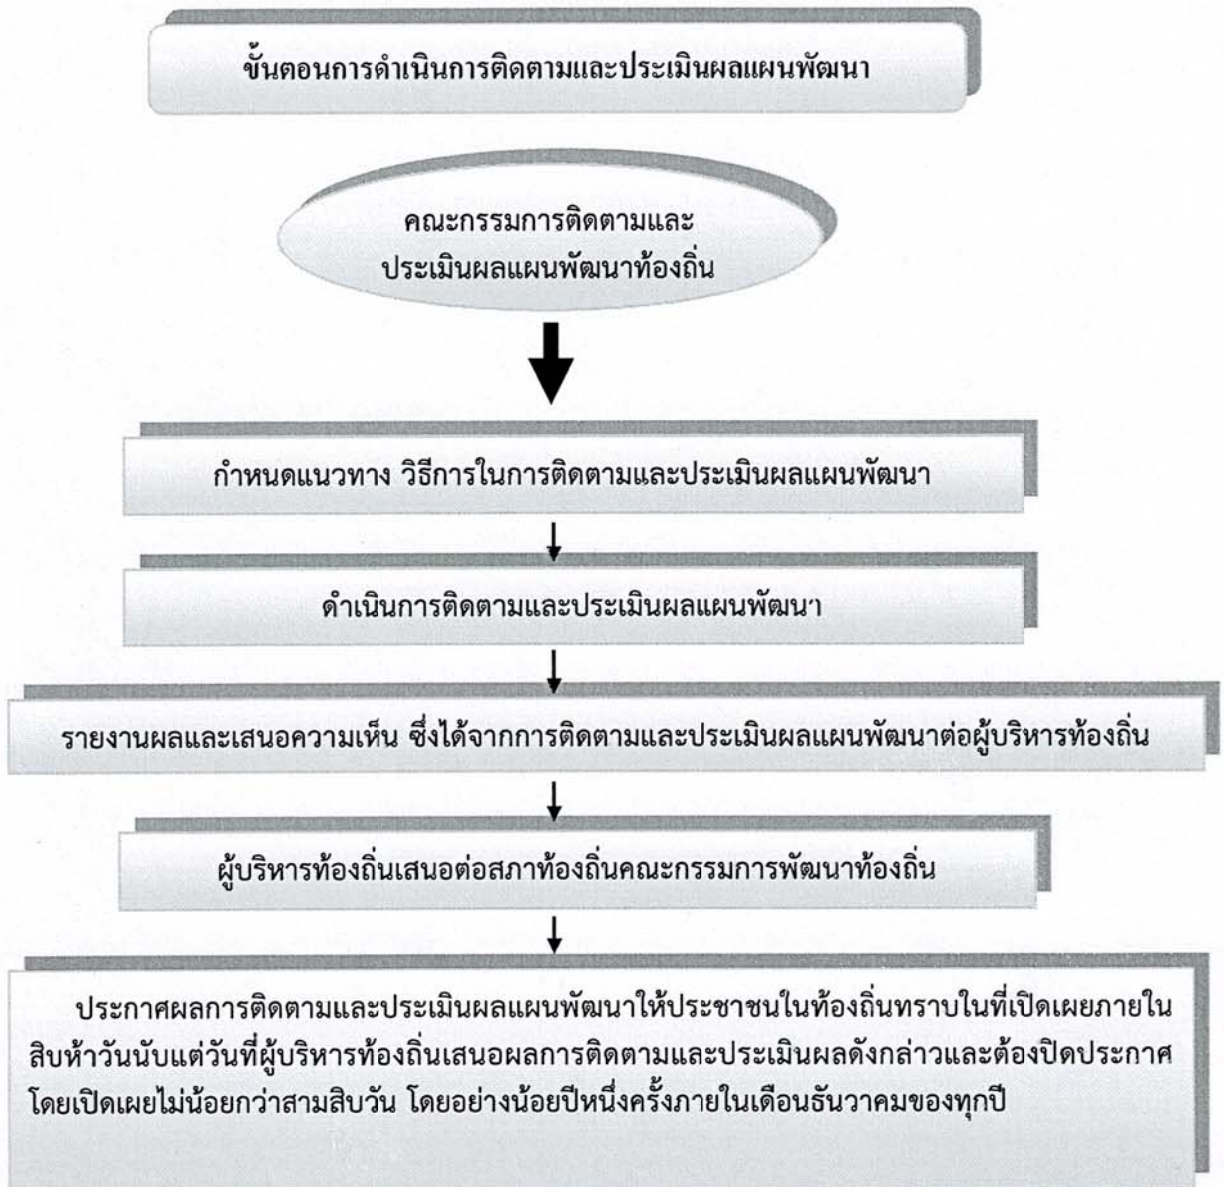 ขั้นตอนการดำเนินการติดตามและประเมินผลแผนพัฒนา
คณะกรรมการติดตามและ
ประเมินผลแผนพัฒนาท้องถิ่น
กำหนดแนวทาง วิธีการในการติดตามและประเมินผลแผนพัฒนา
ดำเนินการติดตามและประเมินผลแผนพัฒนา
รายงานผลและเสนอความเห็น ซึ่งได้จากการติดตามและประเมินผลแผนพัฒนาต่อผู้บริหารท้องถิ่น
ผู้บริหารท้องถิ่นเสนอต่อสภาท้องถิ่นคณะกรรมการพัฒนาท้องถิ่น
ประกาศผลการติดตามและประเมินผลแผนพัฒนาให้ประชาชนในท้องถิ่นทราบในที่เปิดเผยภายใน
สิบห้าวันนับแต่วันที่ผู้บริหารท้องถิ่นเสนอผลการติดตามและประเมินผลดังกล่าวและต้องปิดประกาศ
โดยเปิดเผยไม่น้อยกว่าสามสิบวัน โดยอย่างน้อยปีหนึ่งครั้งภายในเดือนธันวาคมของทุกปี